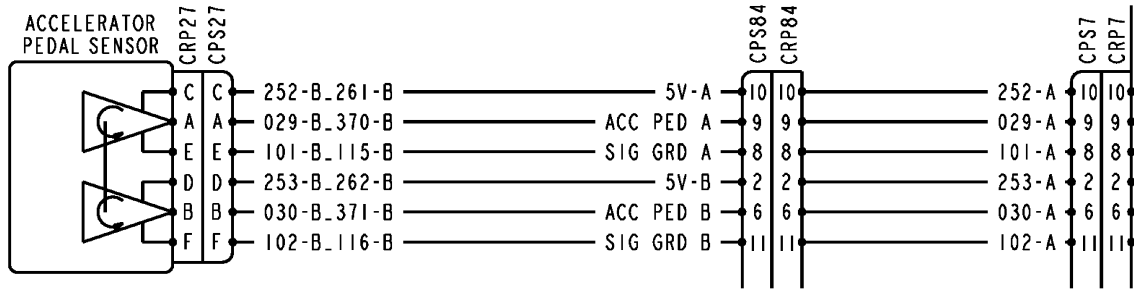 ACCELERATOR
PEDAL SENSOR
CRP27
CPS27
CPS84
CRP84
CPS7
CRP7
C C 252-B_261-B 5V-A 10 10 252-A 10 10
A A 029-B_370-B ACC PED A 9 9 029-A 9 9
E E 101-B_115-B SIG GRD A 8 8 101-A 8 8
D D 253-B_262-B 5V-B 2 2 253-A 2 2
B B 030-B_371-B ACC PED B 6 6 030-A 6 6
F F 102-B_116-B SIG GRD B 11 11 102-A 11 11